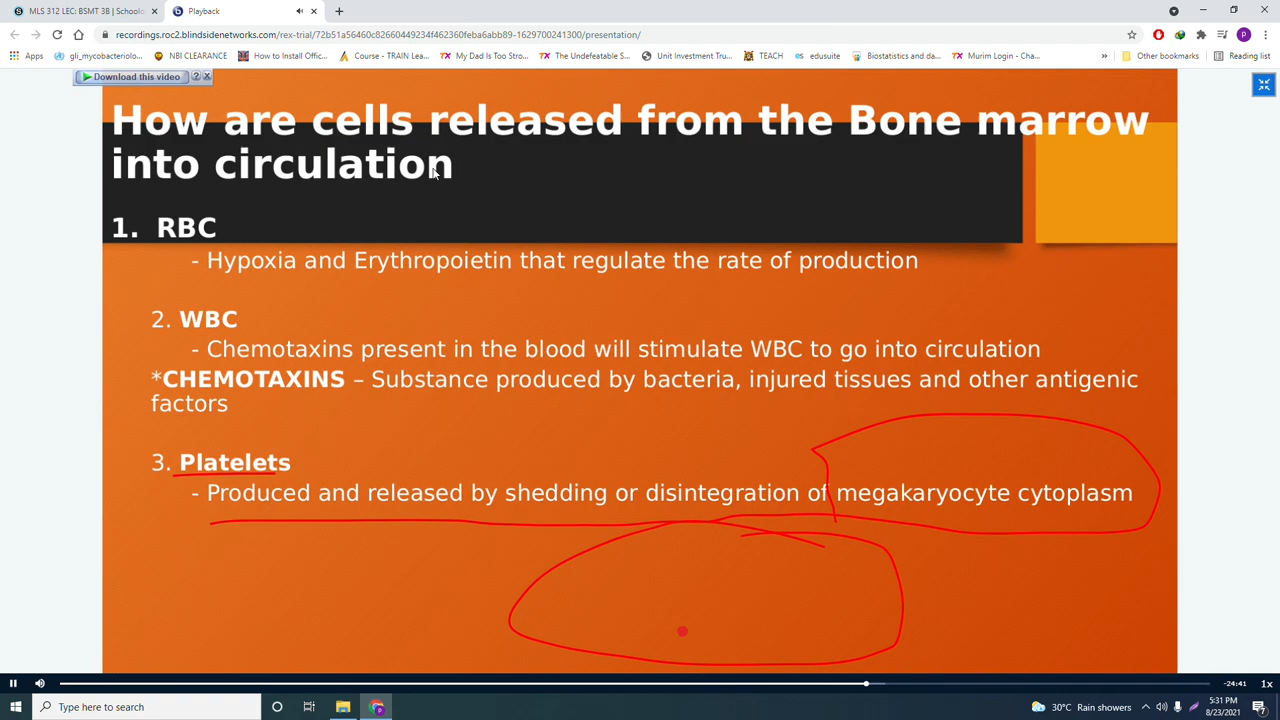 MLS 312 LEC: BSMT 3B | Schoolo
Playback
recordings.roc2.blindsidenetworks.com/rex-trial/72b51a56460c82660449234f462360feba6abb89-1629700241300/presentation/
Apps gli_mycobacteriolo... NBI CLEARANCE How to Install Offic... Course - TRAIN Lea... My Dad Is Too Stro... The Undefeatable S... Unit Investment Tru... TEACH edusuite Biostatistics and da... Murim Login - Cha... » Other bookmarks Reading list
Download this video ?
How are cells released from the Bone marrow
into circulation
1. RBC
- Hypoxia and Erythropoietin that regulate the rate of production
2. WBC
- Chemotaxins present in the blood will stimulate WBC to go into circulation
*CHEMOTAXINS – Substance produced by bacteria, injured tissues and other antigenic
factors
3. Platelets
- Produced and released by shedding or disintegration of megakaryocyte cytoplasm
-24:41 1x
Type here to search
30°C Rain showers
5:31 PM
8/23/2021
7